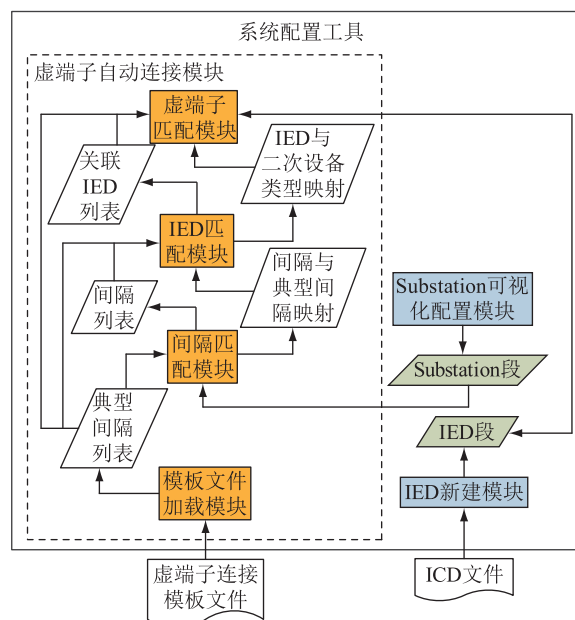 系统配置工具
虚端子自动连接模块
虚端子
匹配模块
关联
IED
列表
IED与
二次设备
类型映射
IED匹
配模块
间隔
列表
间隔与
典型间
隔映射
Substation可视
化配置模块
间隔匹
配模块
Substation段
典型
间隔
列表
IED段
模板文件
加载模块
IED新建模块
虚端子连接
模板文件
ICD文件